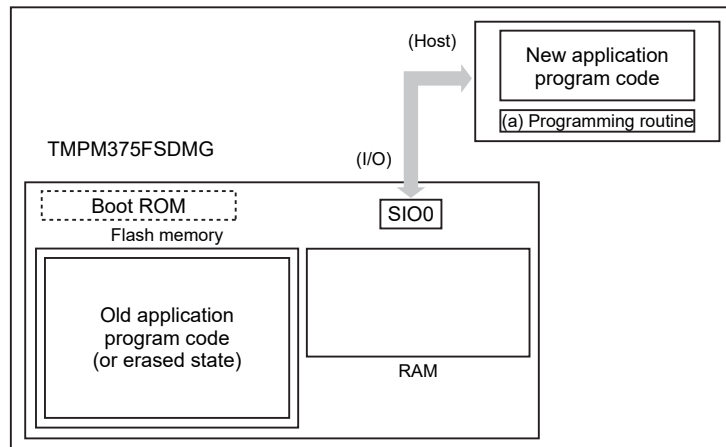 (Host)
New application
program code
(a) Programming routine
TMPM375FSDMG
(I/O)
Boot ROM
SIO0
Flash memory
Old application
program code
(or erased state)
RAM